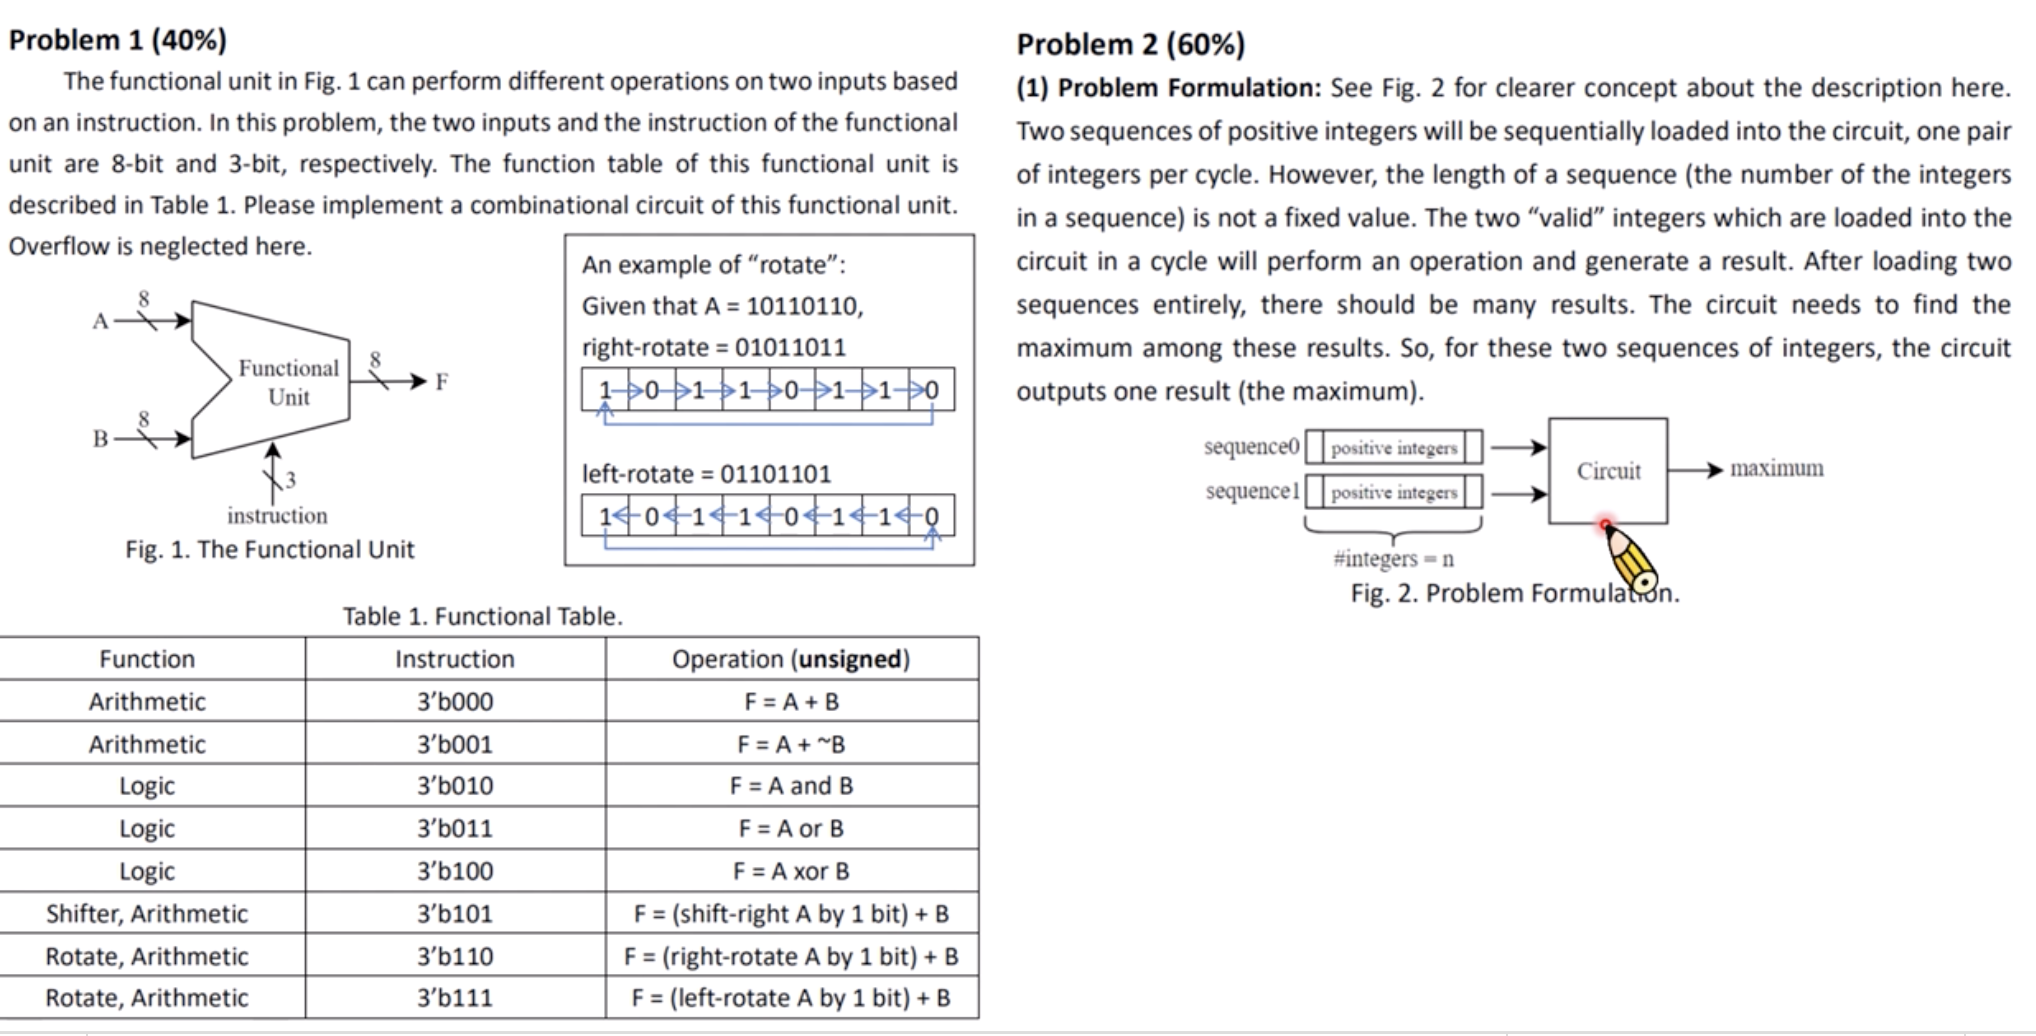 Problem 1 (40%)
The functional unit in Fig. 1 can perform different operations on two inputs based
on an instruction. In this problem, the two inputs and the instruction of the functional
unit are 8-bit and 3-bit, respectively. The function table of this functional unit is
described in Table 1. Please implement a combinational circuit of this functional unit.
Overflow is neglected here.
A
8
B
8
Functional
Unit
8
F
3
instruction
Fig. 1. The Functional Unit
An example of “rotate”:
Given that A = 10110110,
right-rotate = 01011011
1 0 1 1 0 1 1 0
left-rotate = 01101101
1 0 1 1 0 1 1 0
Table 1. Functional Table.
Function Instruction Operation (unsigned)
Arithmetic 3’b000 F = A + B
Arithmetic 3’b001 F = A + ~B
Logic 3’b010 F = A and B
Logic 3’b011 F = A or B
Logic 3’b100 F = A xor B
Shifter, Arithmetic 3’b101 F = (shift-right A by 1 bit) + B
Rotate, Arithmetic 3’b110 F = (right-rotate A by 1 bit) + B
Rotate, Arithmetic 3’b111 F = (left-rotate A by 1 bit) + B
Problem 2 (60%)
(1) Problem Formulation: See Fig. 2 for clearer concept about the description here.
Two sequences of positive integers will be sequentially loaded into the circuit, one pair
of integers per cycle. However, the length of a sequence (the number of the integers
in a sequence) is not a fixed value. The two “valid” integers which are loaded into the
circuit in a cycle will perform an operation and generate a result. After loading two
sequences entirely, there should be many results. The circuit needs to find the
maximum among these results. So, for these two sequences of integers, the circuit
outputs one result (the maximum).
sequence0 positive integers
sequence1 positive integers
Circuit
maximum
#integers = n
Fig. 2. Problem Formulation.